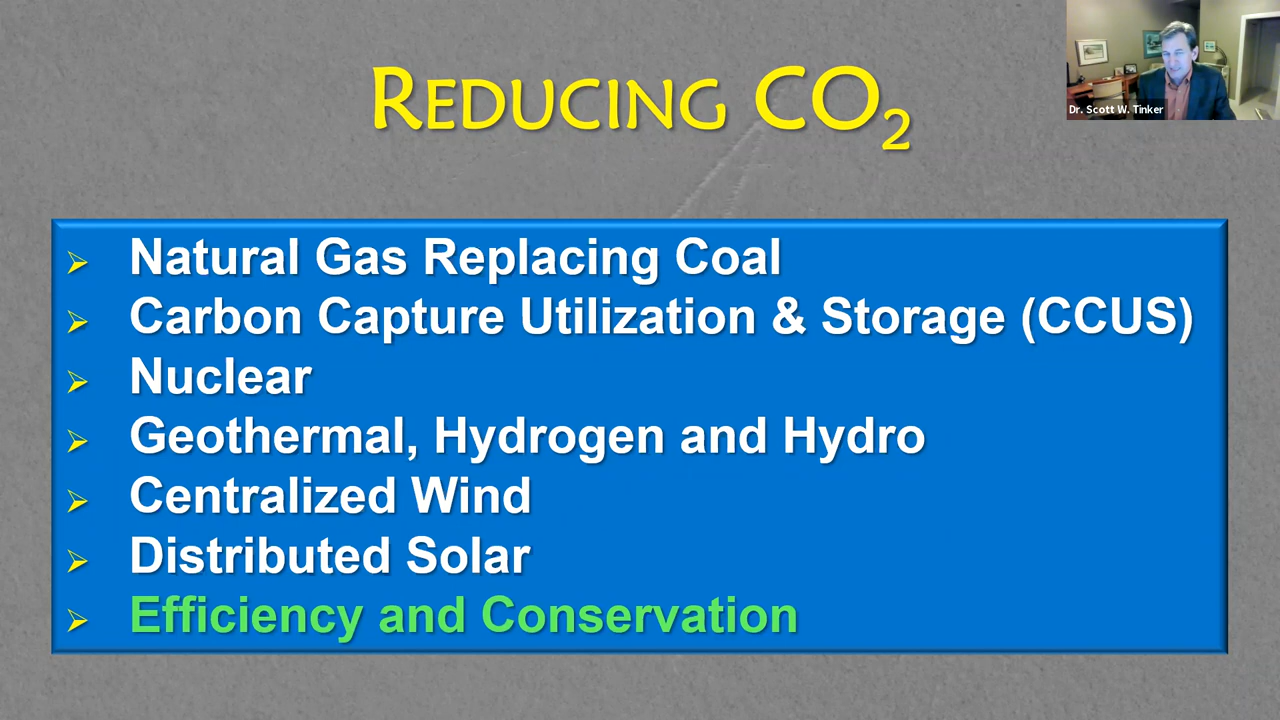 REDUCING CO2
Dr. Scott W. Tinker
Natural Gas Replacing Coal
Carbon Capture Utilization & Storage (CCUS)
Nuclear
Geothermal, Hydrogen and Hydro
Centralized Wind
Distributed Solar
Efficiency and Conservation